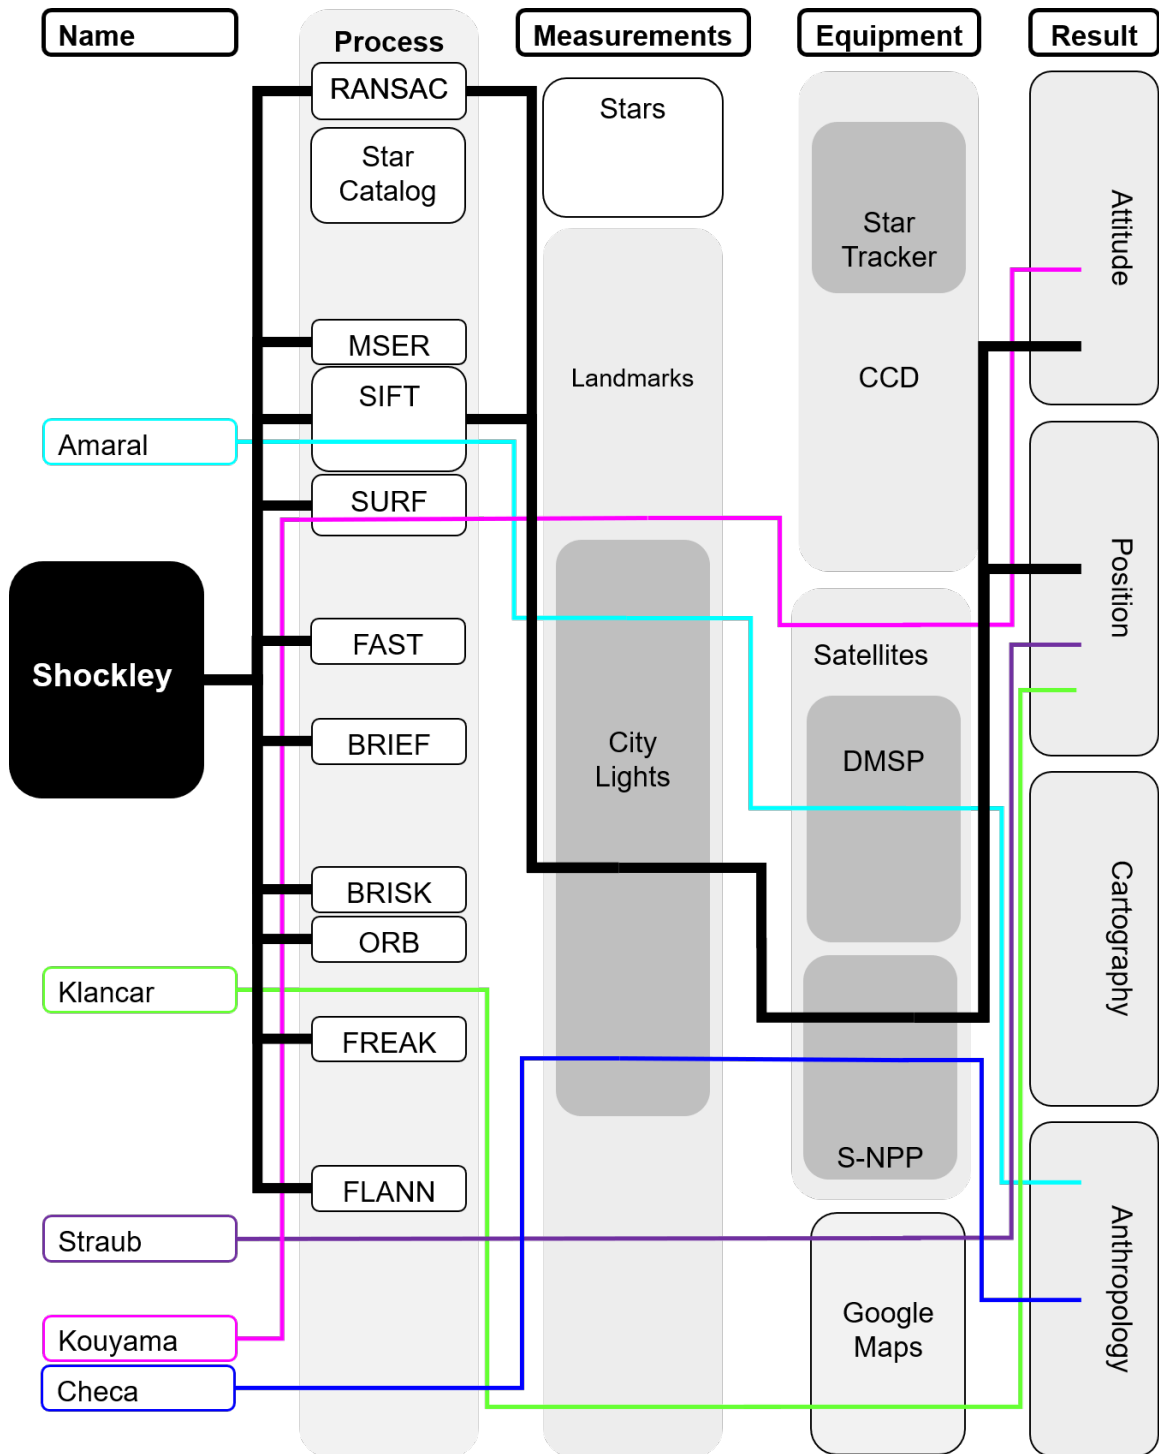 Name
Process
Measurements
Equipment
Result
RANSAC
Star
Catalog
MSER
SIFT
SURF
FAST
BRIEF
BRISK
ORB
FREAK
FLANN
Amaral
Shockley
Klancar
Straub
Kouyama
Checa
Stars
Landmarks
City
Lights
Star
Tracker
CCD
Satellites
DMSP
S-NPP
Google
Maps
Attitude
Position
Cartography
Anthropology